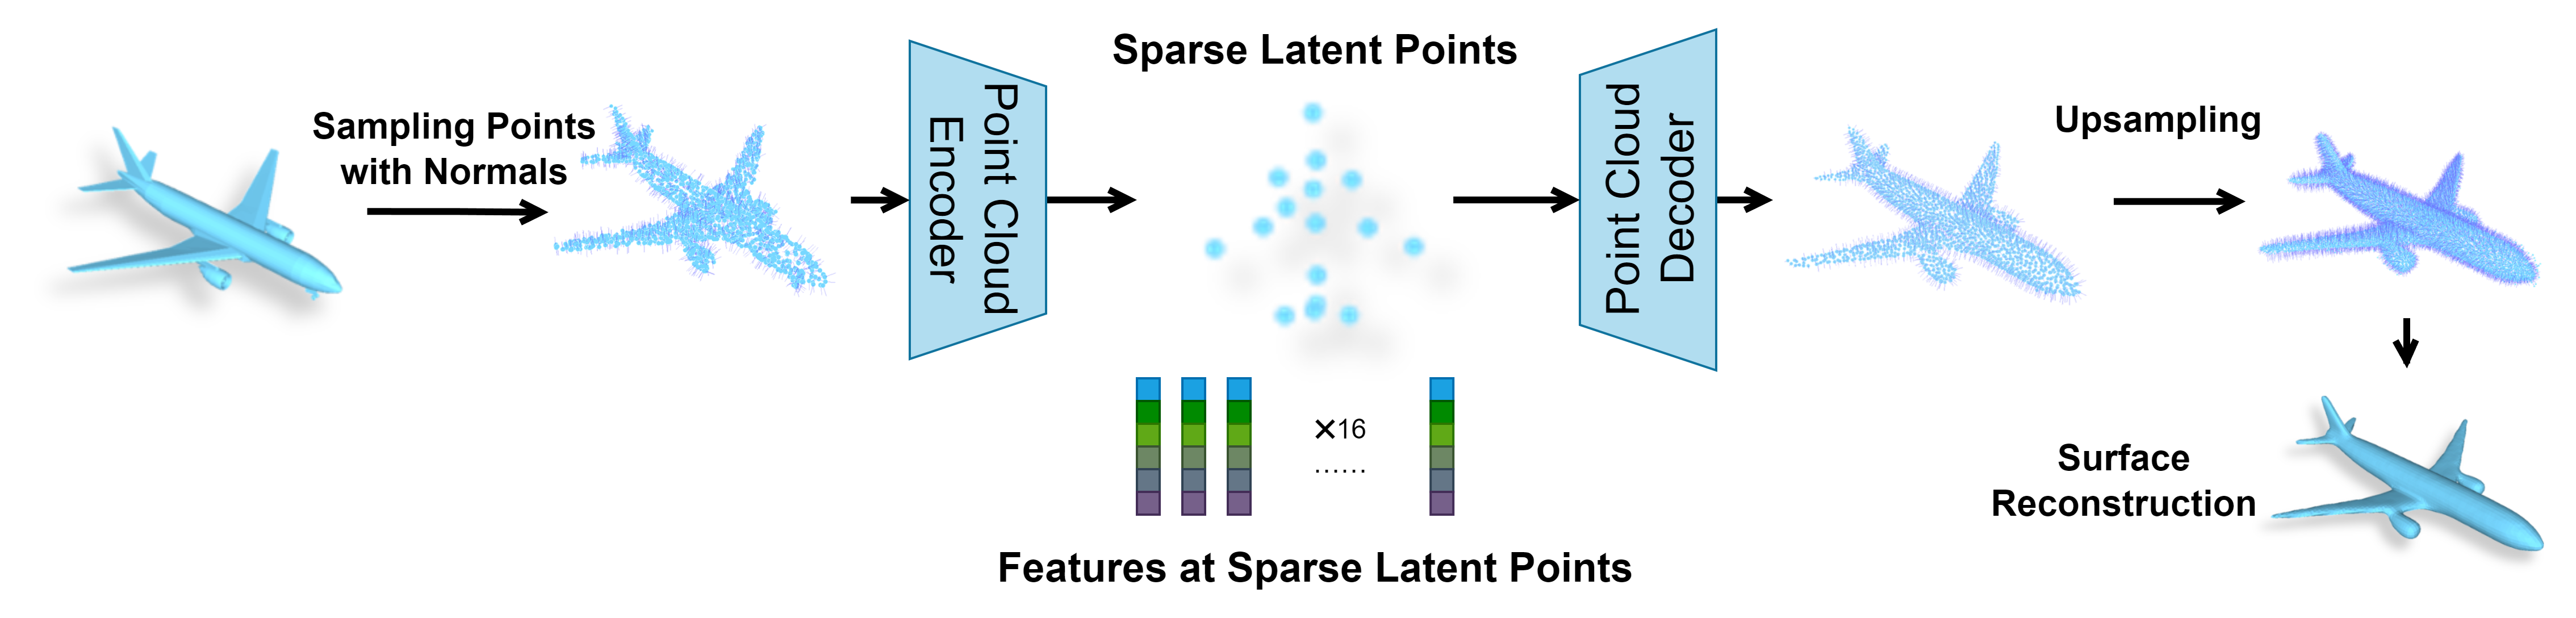 Sampling Points
with Normals
Point Cloud
Encoder
Sparse Latent Points
×16
......
Features at Sparse Latent Points
Point Cloud
Decoder
Upsampling
Surface
Reconstruction